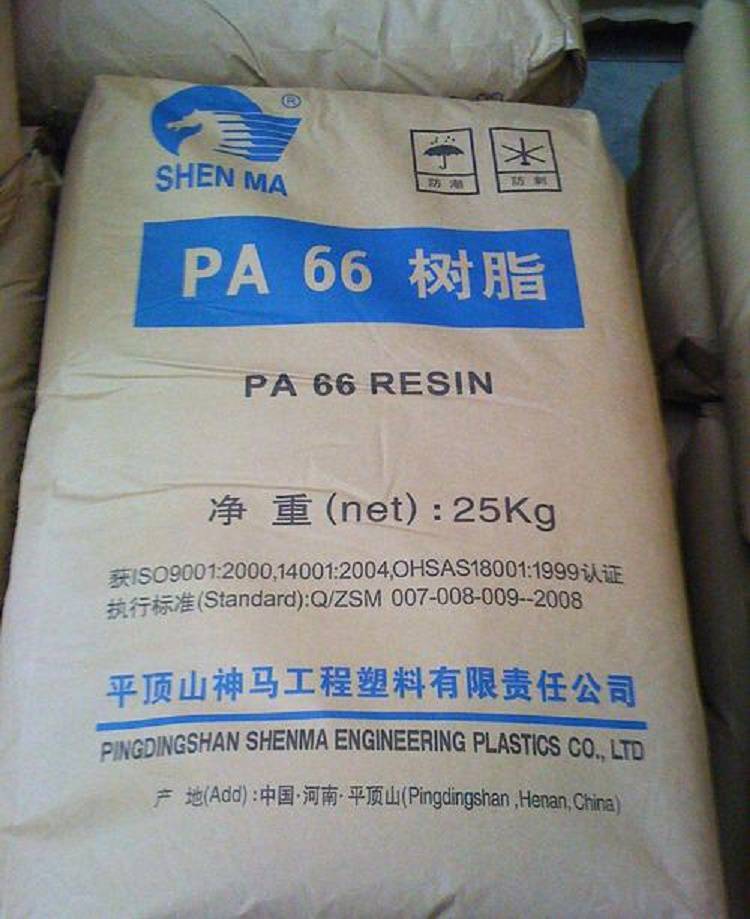 ®
SHEN MA
防潮
防刺
PA 66 树脂
PA 66 RESIN
净 重(net) : 25Kg
获ISO9001:2000,14001:2004,OHSAS18001:1999认证
执行标准(Standard):Q/ZSM 007-008-009--2008
平顶山神马工程塑料有限责任公司
PINGDINGSHAN SHENMA ENGINEERING PLASTICS CO., LTD
产 地(Add) :中国·河南·平顶山(Pingdingshan ,Henan,China)